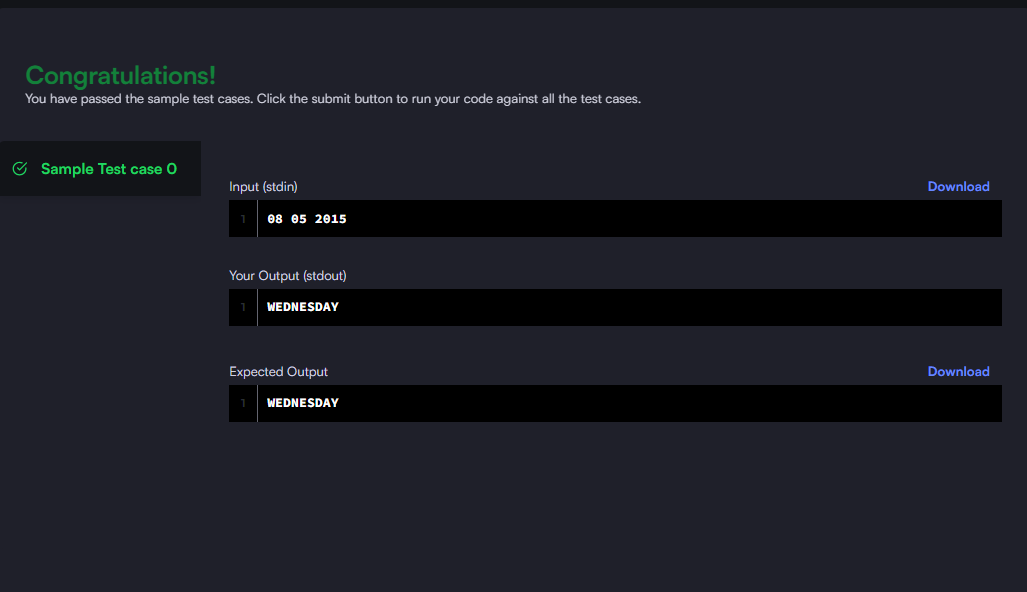 Congratulations!
You have passed the sample test cases. Click the submit button to run your code against all the test cases.
Sample Test case 0
Input (stdin)
Download
1
08 05 2015
Your Output (stdout)
1
WEDNESDAY
Expected Output
Download
1
WEDNESDAY